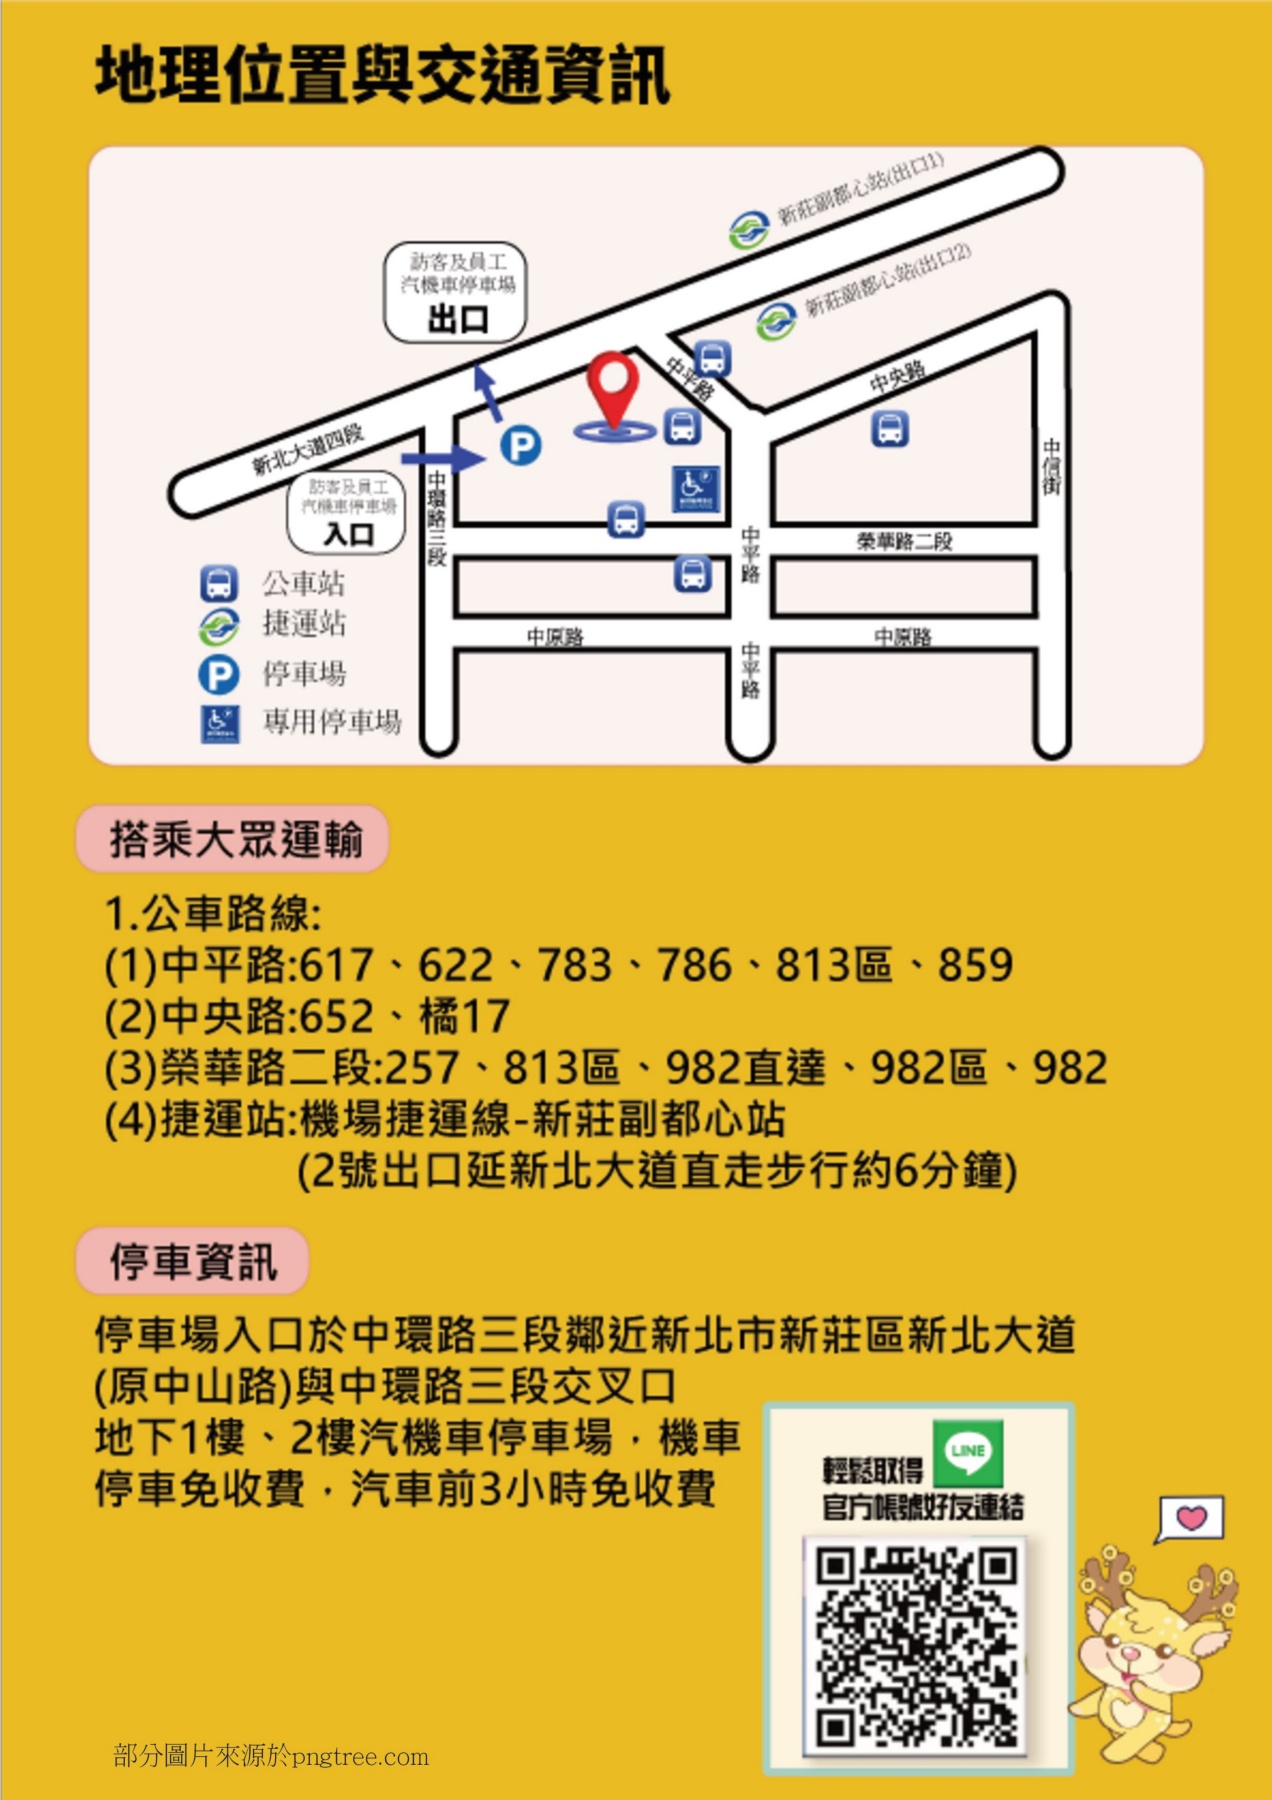 地理位置與交通資訊
新莊副都心站(出口1)
新莊副都心站(出口2)
訪客及員工
汽機車停車場
出口
中平路
中央路
新北大道四段
P
中信街
訪客及員工
汽機車停車場
入口
中環路三段
中平路
榮華路二段
公車站
捷運站
中原路
中原路
中平路
P
停車場
專用停車場
搭乘大眾運輸
1.公車路線:
(1)中平路:617、622、783、786、813區、859
(2)中央路:652、橘17
(3)榮華路二段:257、813區、982直達、982區、982
(4)捷運站:機場捷運線-新莊副都心站
(2號出口延新北大道直走步行約6分鐘)
停車資訊
停車場入口於中環路三段鄰近新北市新莊區新北大道
(原中山路)與中環路三段交叉口
地下1樓、2樓汽機車停車場，機車
停車免收費，汽車前3小時免收費
LINE
輕鬆取得
官方帳號好友連結
部分圖片來源於pngtree.com